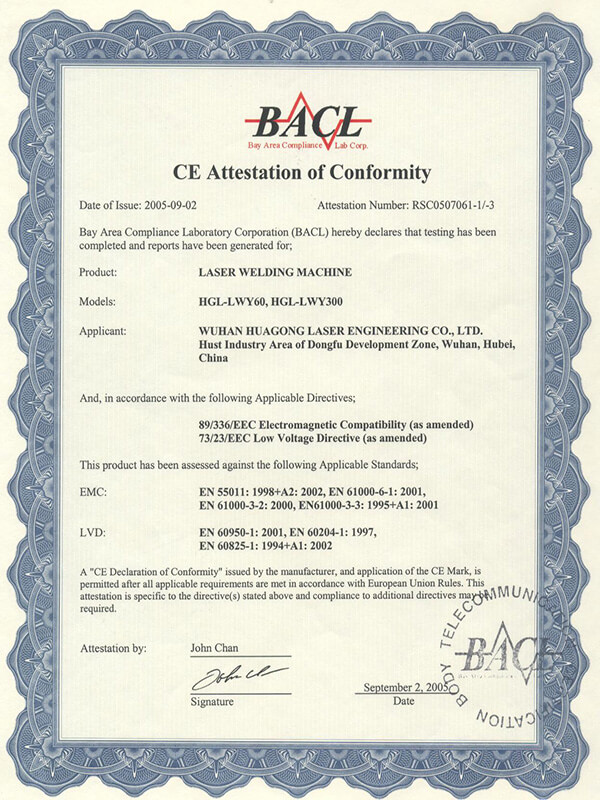 BACL
Bay Area Compliance Lab Corp.
CE Attestation of Conformity
Date of Issue: 2005-09-02 Attestation Number: RSC0507061-1/-3
Bay Area Compliance Laboratory Corporation (BACL) hereby declares that testing has been
completed and reports have been generated for;
Product: LASER WELDING MACHINE
Models: HGL-LWY60, HGL-LWY300
Applicant: WUHAN HUAGONG LASER ENGINEERING CO., LTD.
Hust Industry Area of Dongfu Development Zone, Wuhan, Hubei,
China
And, in accordance with the following Applicable Directives;
89/336/EEC Electromagnetic Compatibility (as amended)
73/23/EEC Low Voltage Directive (as amended)
This product has been assessed against the following Applicable Standards;
EMC: EN 55011: 1998+A2: 2002, EN 61000-6-1: 2001,
EN 61000-3-2: 2000, EN61000-3-3: 1995+A1: 2001
LVD: EN 60950-1: 2001, EN 60204-1: 1997,
EN 60825-1: 1994+A1: 2002
A "CE Declaration of Conformity" issued by the manufacturer, and application of the CE Mark, is
permitted after all applicable requirements are met in accordance with European Union Rules. This
attestation is specific to the directive(s) stated above and compliance to additional directives may be
required.
Attestation by: John Chan
John Ch
Signature
September 2, 2005
Date
BODY TELECOMMUNIC
BACL